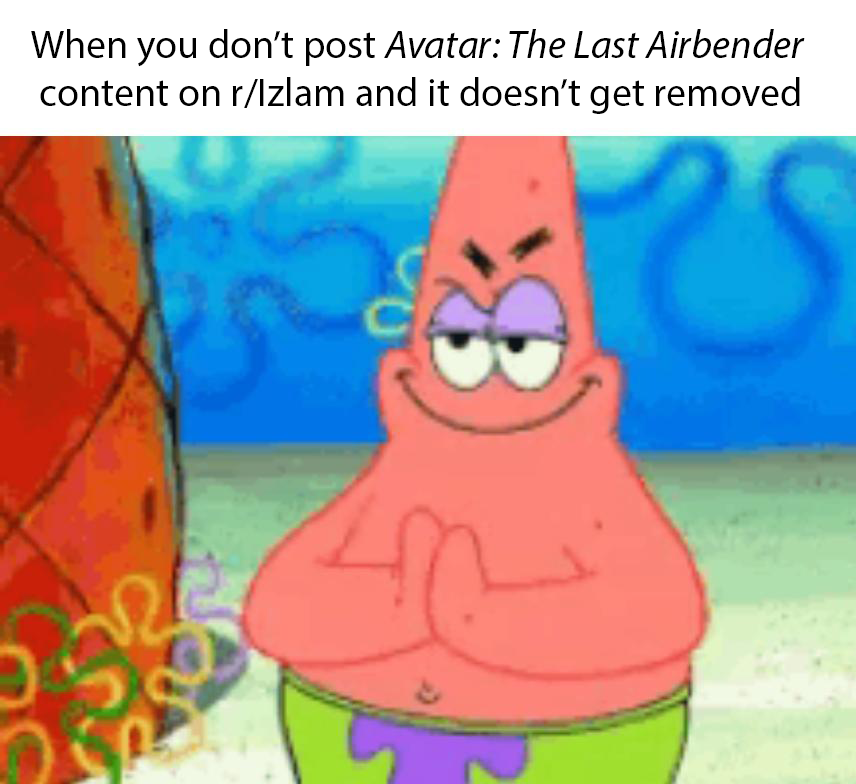 When you don’t post Avatar: The Last Airbender
content on r/Izlam and it doesn’t get removed